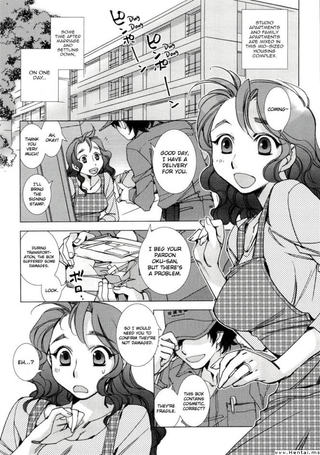 SOME
TIME AFTER
MARRIAGE
AND
SETTLING
DOWN,
ON ONE
DAY...
DING
DONG
DING
DONG
STUDIO
APARTMENTS
AND FAMILY
APARTMENTS
ARE MIXED IN
THIS MID-SIZED
HOUSING
COMPLEX.
COMING~
GOOD DAY,
I HAVE A
DELIVERY
FOR YOU.
AH,
OKAY!
THANK
YOU
VERY
MUCH!
I'LL
BRING
THE
SIGNING
STAMP.
I BEG YOUR
PARDON
OKU-SAN,
BUT THERE'S
A PROBLEM.
DURING
TRANSPORT-
ATION, THE BOX
SUFFERED SOME
DAMAGES.
LOOK.
SO I WOULD
NEED YOU TO
CONFIRM THEY'RE
NOT DAMAGED.
EH...?
THIS BOX
CONTAINS
COSMETIC,
CORRECT?
THEY'RE
FRAGILE.
www.Hentai.ms